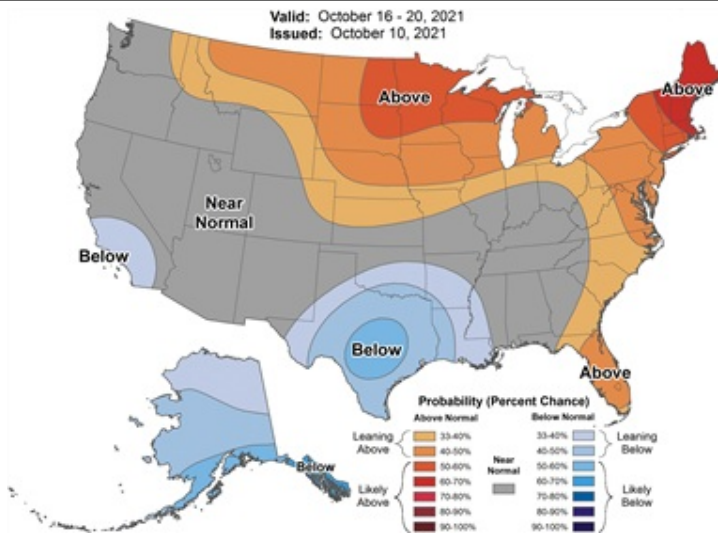 Valid: October 16 - 20, 2021
Issued: October 10, 2021
Above
Above
Near
Normal
Below
Below
Above
Below
Probability (Percent Chance)
Above Normal
Below Normal
Leaning
Above
33-40%
40-50%
Likely
Above
50-60%
60-70%
70-80%
80-90%
90-100%
Near
Normal
33-40%
40-50%
Leaning
Below
50-60%
60-70%
70-80%
80-90%
90-100%
Likely
Below